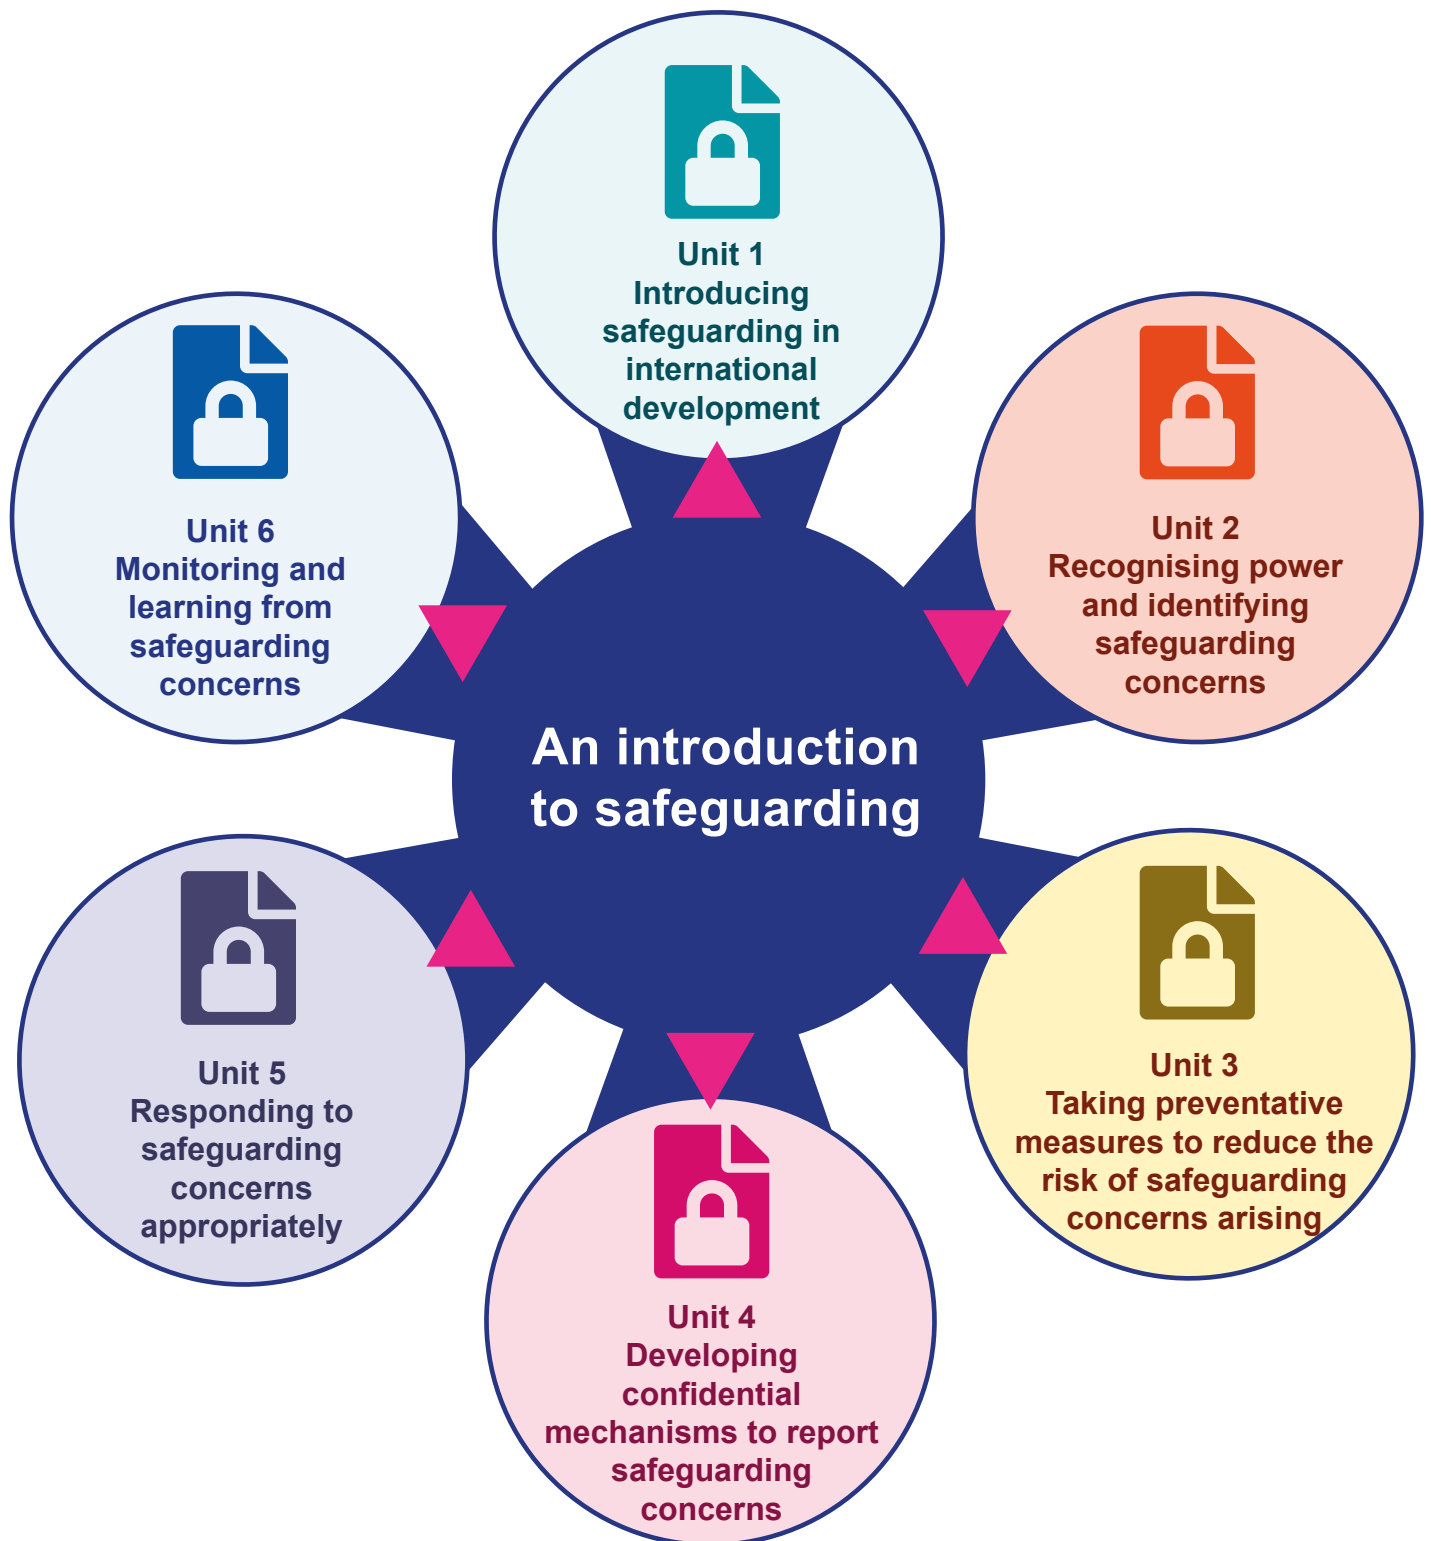 An introduction
to safeguarding
Unit 1
Introducing
safeguarding in
international
development
Unit 2
Recognising power
and identifying
safeguarding
concerns
Unit 3
Taking preventative
measures to reduce the
risk of safeguarding
concerns arising
Unit 4
Developing
confidential
mechanisms to report
safeguarding
concerns
Unit 5
Responding to
safeguarding
concerns
appropriately
Unit 6
Monitoring and
learning from
safeguarding
concerns